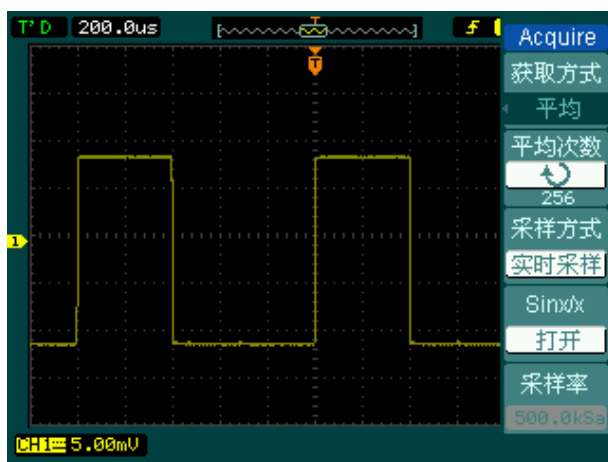 T'D 200.0us
T
T
Acquire
获取方式
平均
平均次数
256
采样方式
实时采样
Sinx/x
打开
采样率
500.0kSa
1
CH1 5.00mV